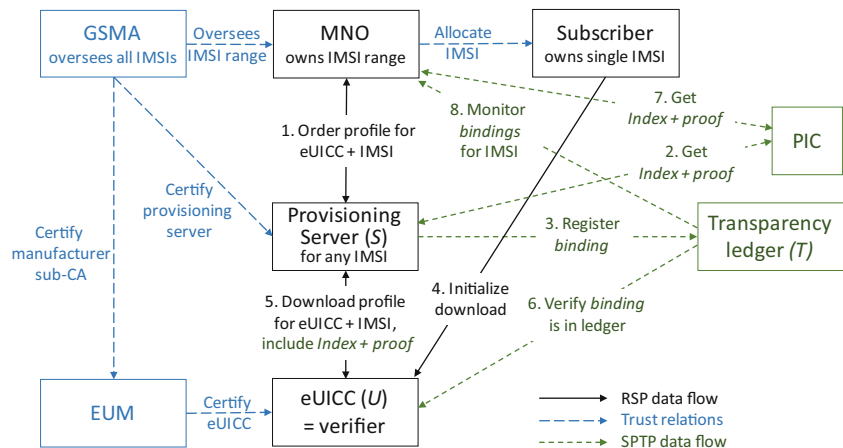 GSMA
oversees all IMSIs
Oversees
IMSI range
MNO
owns IMSI range
Allocate
IMSI
Subscriber
owns single IMSI
1. Order profile for
eUICC + IMSI
8. Monitor
bindings
for IMSI
7. Get
Index + proof
2. Get
Index + proof
PIC
Certify
provisioning
server
Certify
manufacturer
sub-CA
Provisioning
Server (S)
for any IMSI
3. Register
binding
Transparency
ledger (T)
5. Download profile
for eUICC + IMSI,
include Index + proof
4. Initialize
download
6. Verify binding
is in ledger
EUM
Certify
eUICC
eUICC (U)
= verifier
RSP data flow
Trust relations
SPTP data flow